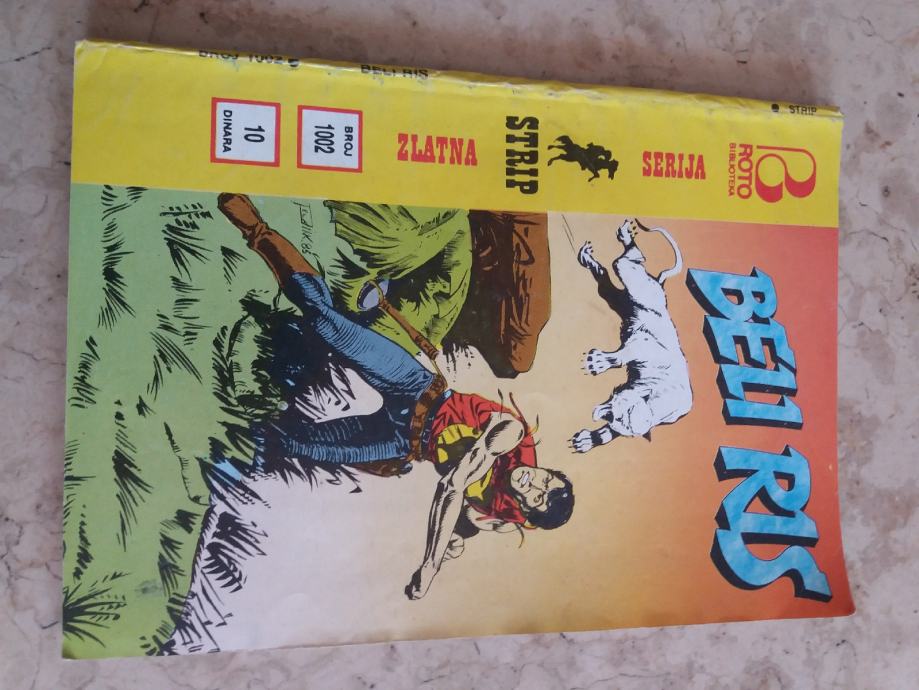 ROTO
BIBLIOTEKA
ZLATNA
STRIP
SERIJA
BROJ
1002
10
DINARA
BELI RIS
BROJ 1002
BELI RIS
STRIP